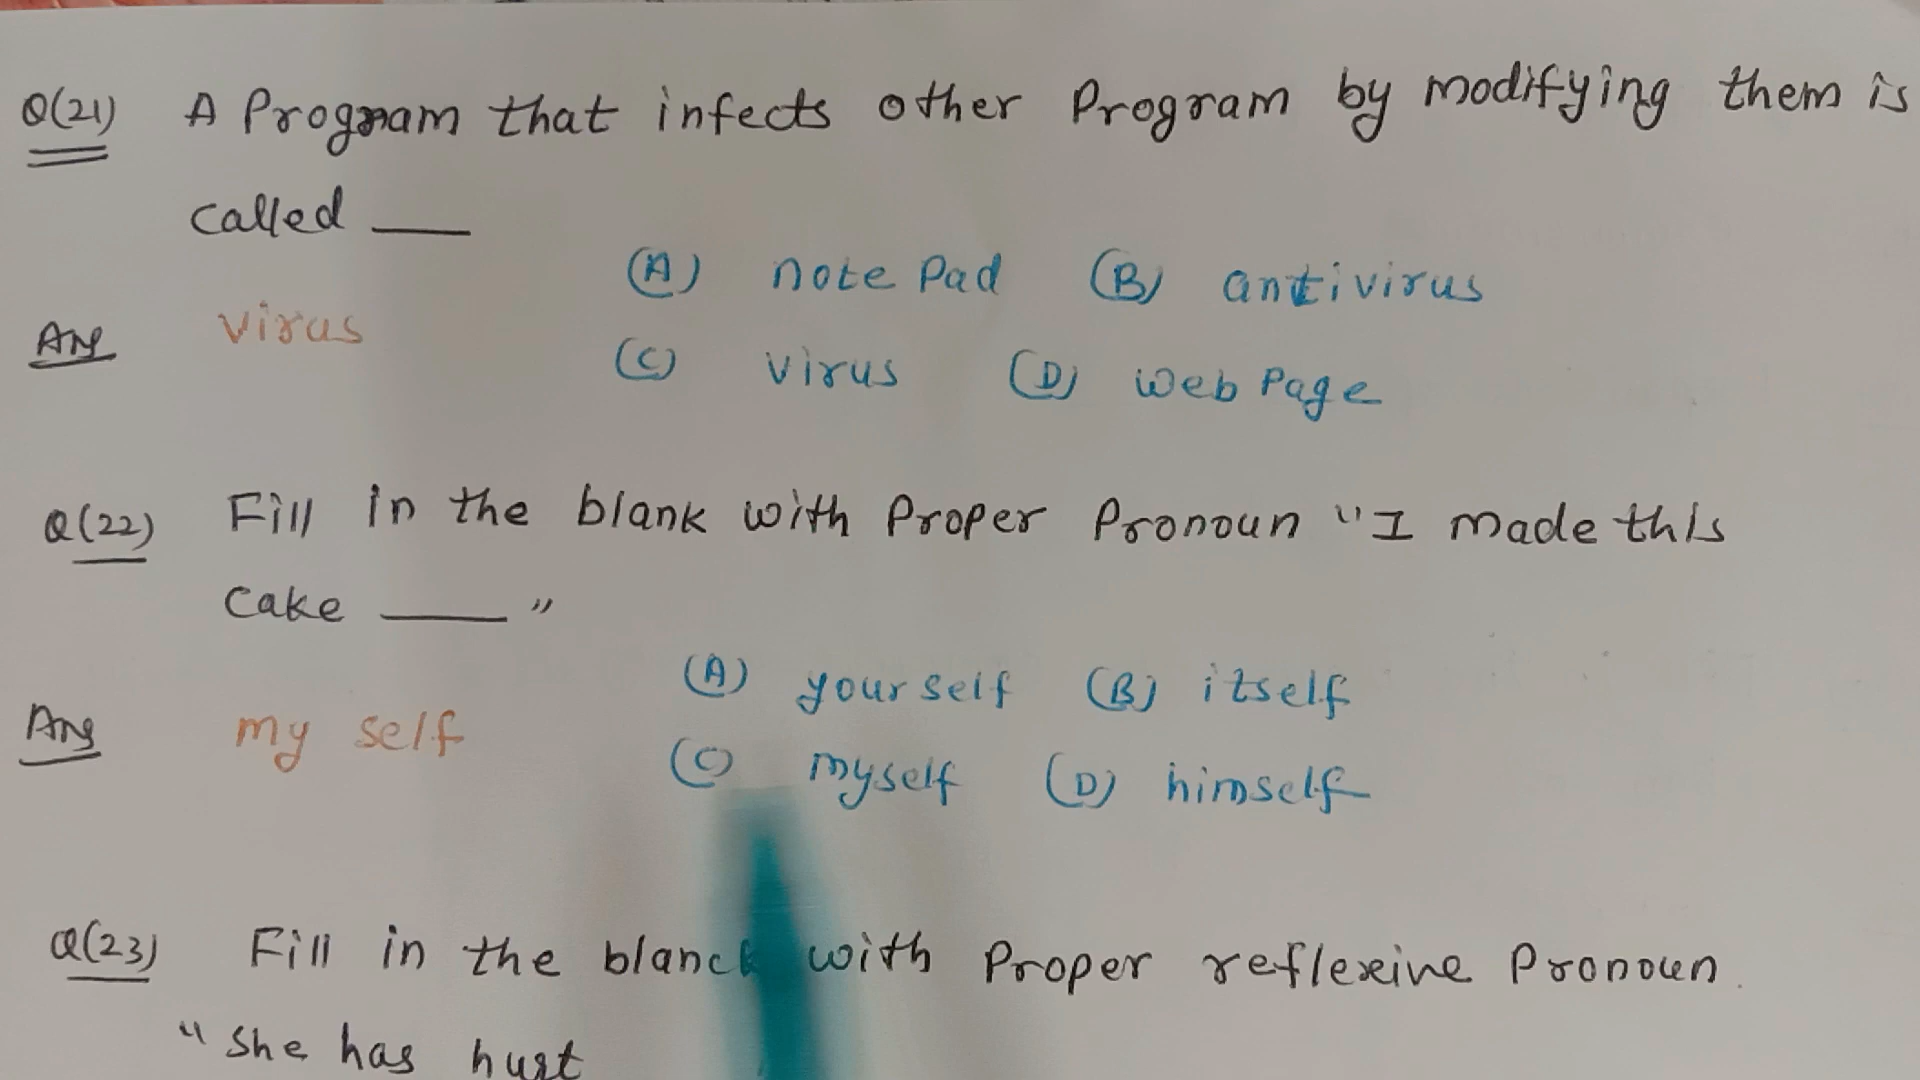 Q(21) A Program that infects other Program by modifying them is
called ___
(A) note Pad (B) antivirus
Ans virus
(C) virus (D) web Page
Q(22) Fill in the blank with Proper Pronoun "I made this
cake ___"
(A) yourself (B) itself
Ans my self
(C) myself (D) himself
Q(23) Fill in the blanck with Proper reflexive Pronoun.
"She has hurt